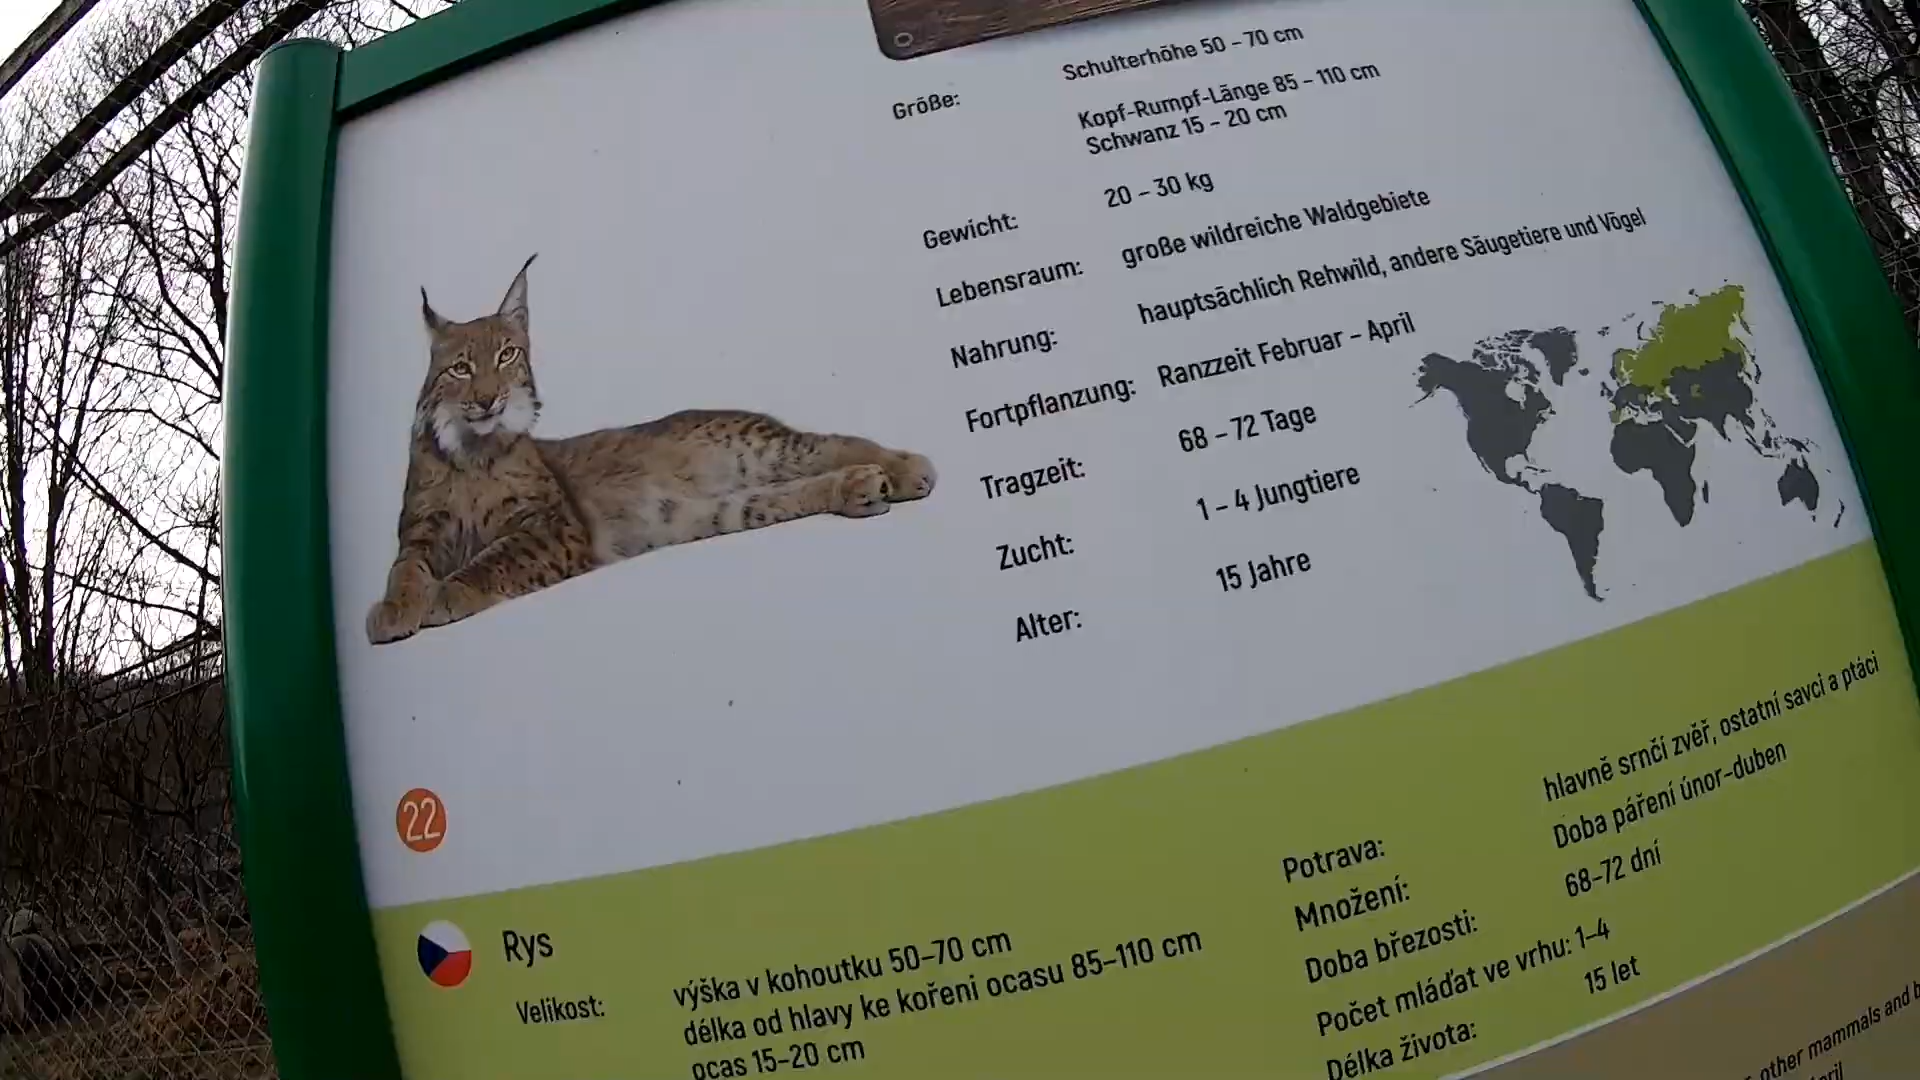 Größe: Schulterhöhe 50 – 70 cm
Kopf-Rumpf-Länge 85 – 110 cm
Schwanz 15 – 20 cm
Gewicht: 20 – 30 kg
Lebensraum: große wildreiche Waldgebiete
Nahrung: hauptsächlich Rehwild, andere Säugetiere und Vögel
Fortpflanzung: Ranzzeit Februar – April
Tragzeit: 68 – 72 Tage
Zucht: 1 – 4 Jungtiere
Alter: 15 Jahre
22
Rys
Velikost: výška v kohoutku 50–70 cm
délka od hlavy ke kořeni ocasu 85–110 cm
ocas 15–20 cm
Potrava: hlavně srnčí zvěř, ostatní savci a ptáci
Množení: Doba páření únor-duben
Doba březosti: 68–72 dní
Počet mláďat ve vrhu: 1–4
Délka života: 15 let
other mammals and